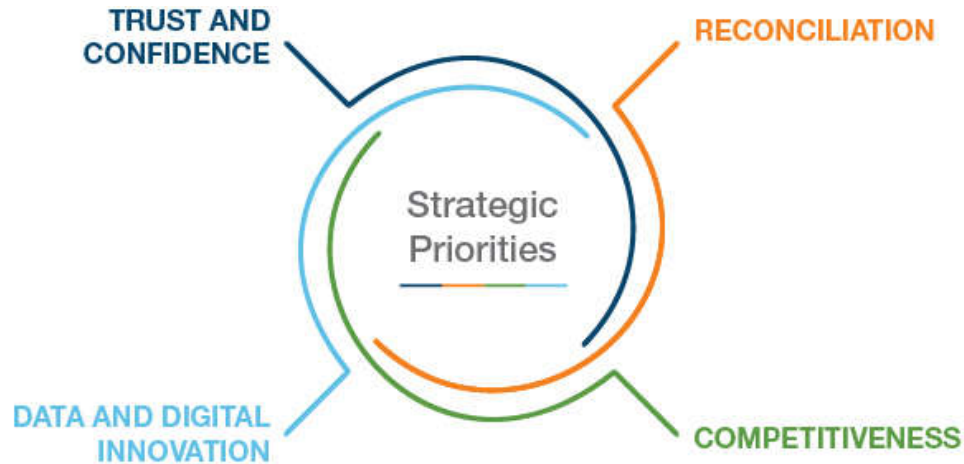 TRUST AND
CONFIDENCE
RECONCILIATION
Strategic
Priorities
DATA AND DIGITAL
INNOVATION
COMPETITIVENESS